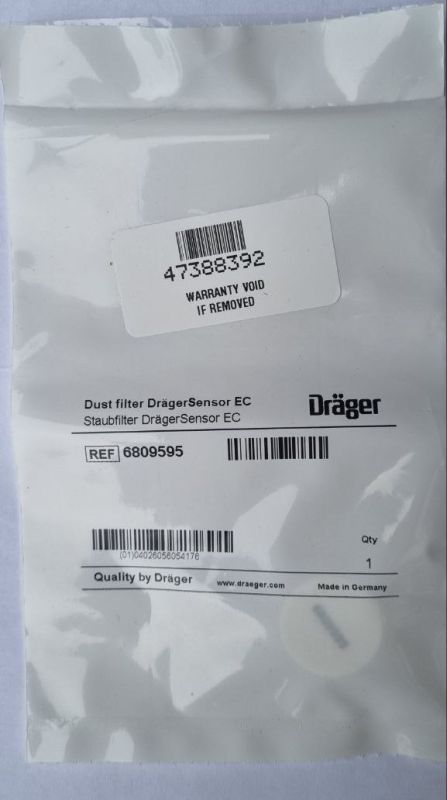 47388392
WARRANTY VOID
IF REMOVED
Dust filter DrägerSensor EC
Staubfilter DrägerSensor EC
Dräger
REF 6809595
(01)04026056054176
Qty
1
Quality by Dräger
www.draeger.com
Made in Germany